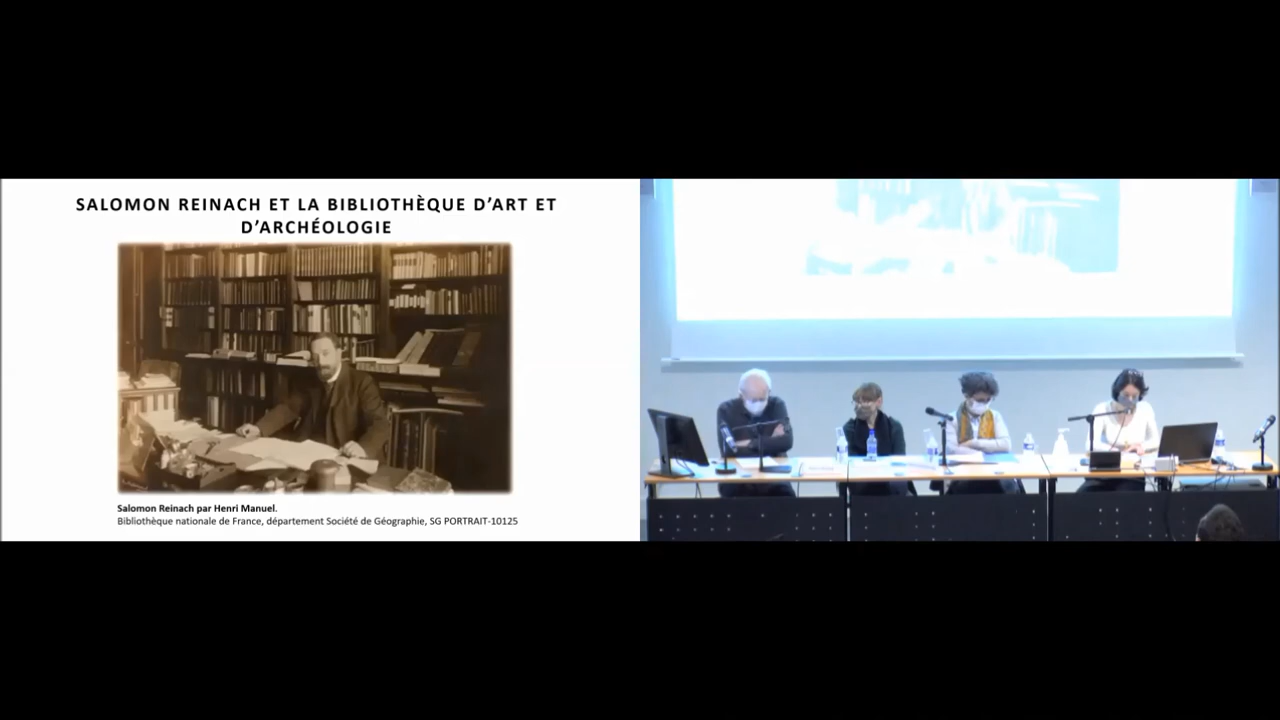 SALOMON REINACH ET LA BIBLIOTHÈQUE D'ART ET
D'ARCHÉOLOGIE
Salomon Reinach par Henri Manuel.
Bibliothèque nationale de France, département Société de Géographie, SG PORTRAIT-10125